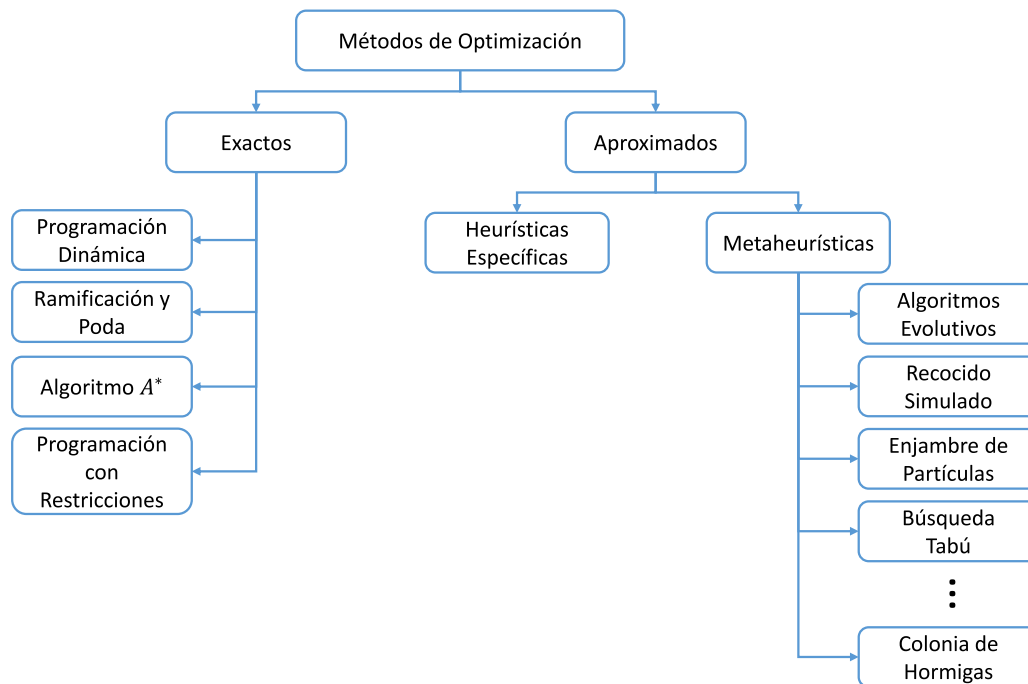 Métodos de Optimización
Exactos
Aproximados
Programación
Dinámica
Ramificación y
Poda
Algoritmo A*
Programación
con
Restricciones
Heurísticas
Específicas
Metaheurísticas
Algoritmos
Evolutivos
Recocido
Simulado
Enjambre de
Partículas
Búsqueda
Tabú
⋮
Colonia de
Hormigas